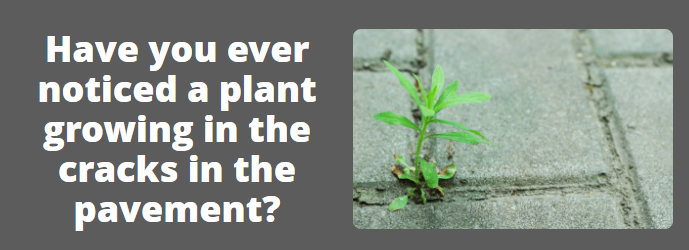 Have you ever
noticed a plant
growing in the
cracks in the
pavement?